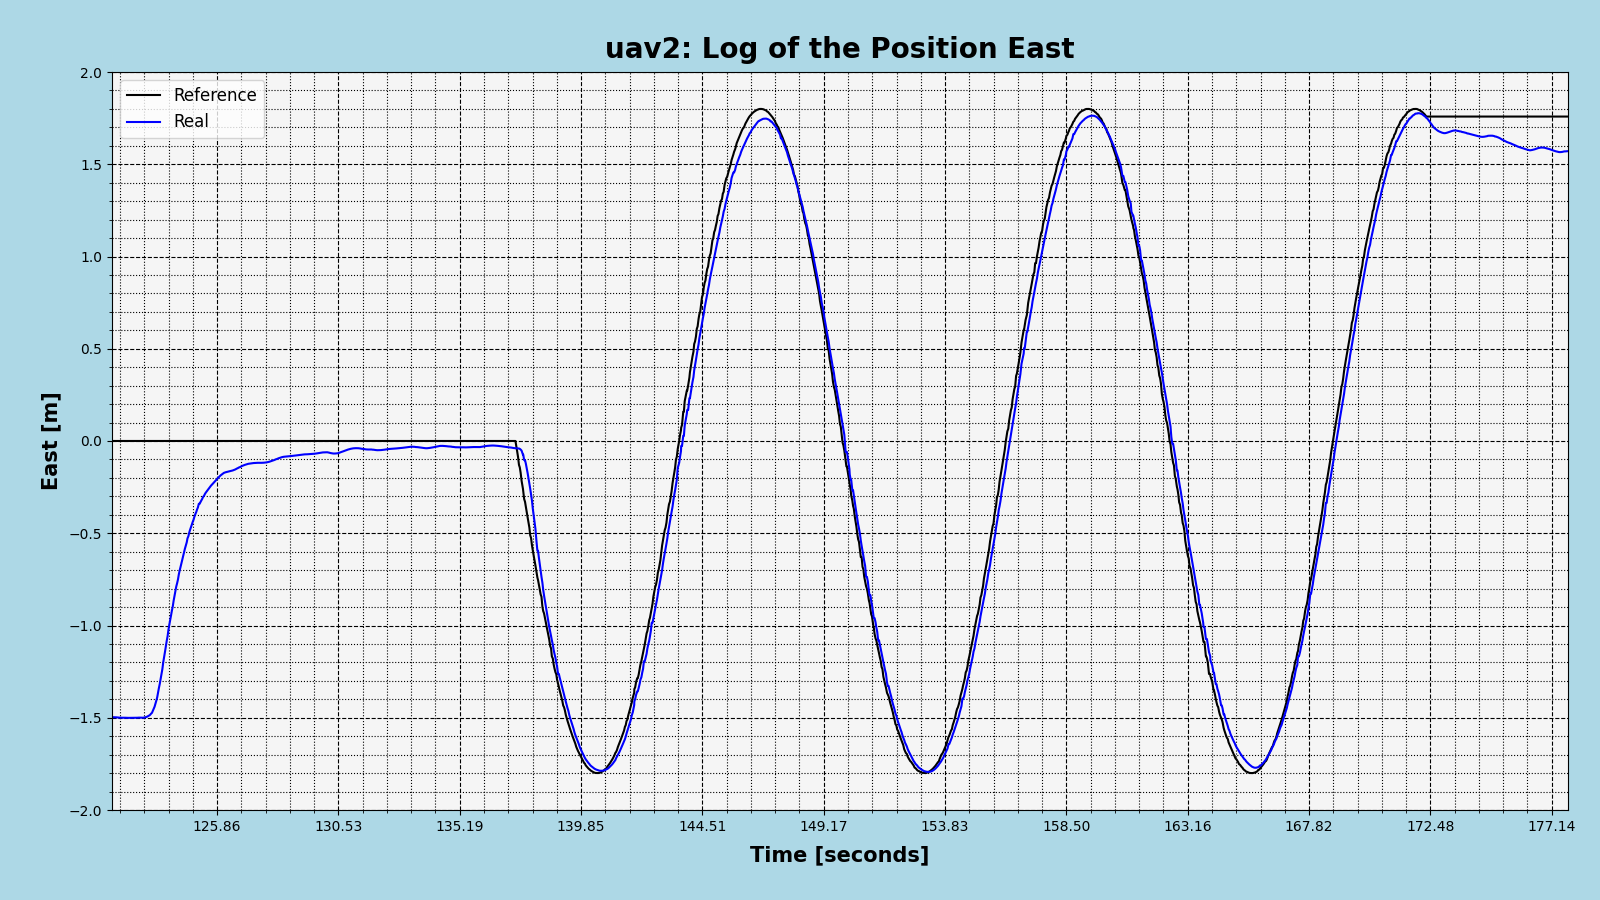 uav2: Log of the Position East
Reference
Real
2.0
1.5
1.0
0.5
0.0
−0.5
−1.0
−1.5
−2.0
East [m]
125.86 130.53 135.19 139.85 144.51 149.17 153.83 158.50 163.16 167.82 172.48 177.14
Time [seconds]